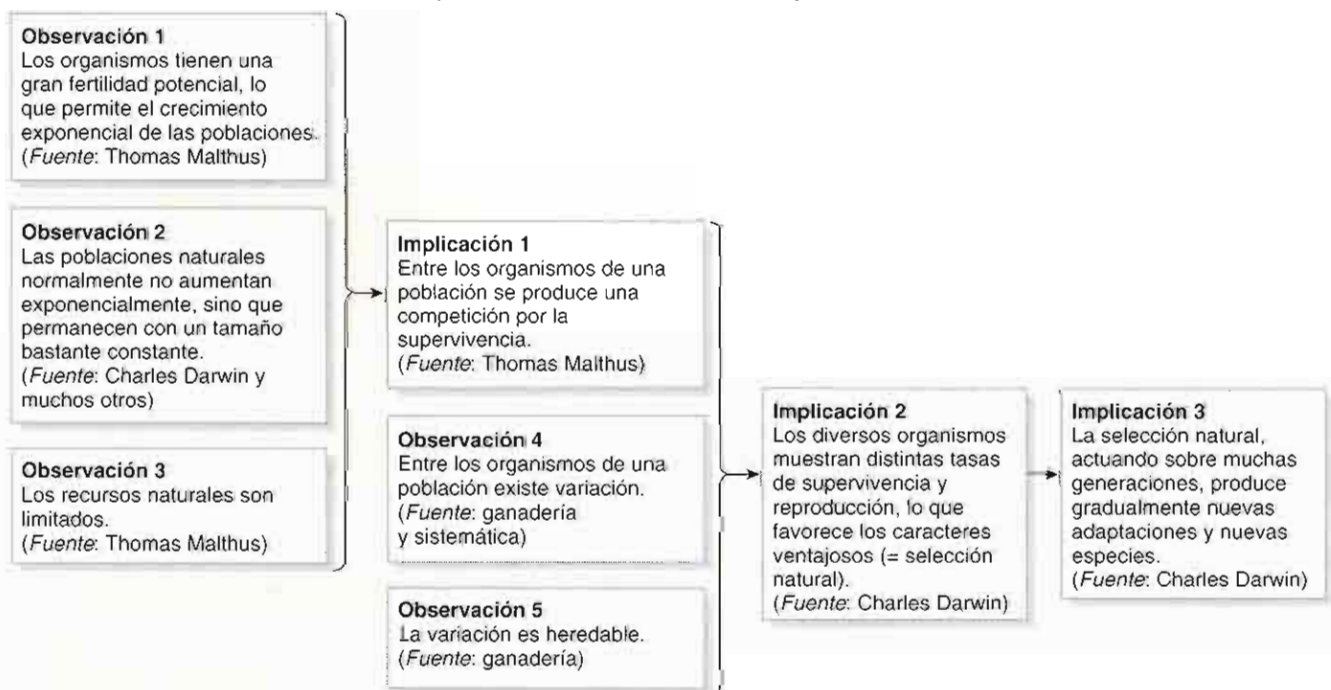 Observación 1
Los organismos tienen una
gran fertilidad potencial, lo
que permite el crecimiento
exponencial de las poblaciones.
(Fuente: Thomas Malthus)
Observación 2
Las poblaciones naturales
normalmente no aumentan
exponencialmente, sino que
permanecen con un tamaño
bastante constante.
(Fuente: Charles Darwin y
muchos otros)
Observación 3
Los recursos naturales son
limitados.
(Fuente: Thomas Malthus)
Implicación 1
Entre los organismos de una
población se produce una
competición por la
supervivencia.
(Fuente: Thomas Malthus)
Observación 4
Entre los organismos de una
población existe variación.
(Fuente: ganadería
y sistemática)
Observación 5
La variación es heredable.
(Fuente: ganadería)
Implicación 2
Los diversos organismos
muestran distintas tasas
de supervivencia y
reproducción, lo que
favorece los caracteres
ventajosos (= selección
natural).
(Fuente: Charles Darwin)
Implicación 3
La selección natural,
actuando sobre muchas
generaciones, produce
gradualmente nuevas
adaptaciones y nuevas
especies.
(Fuente: Charles Darwin)